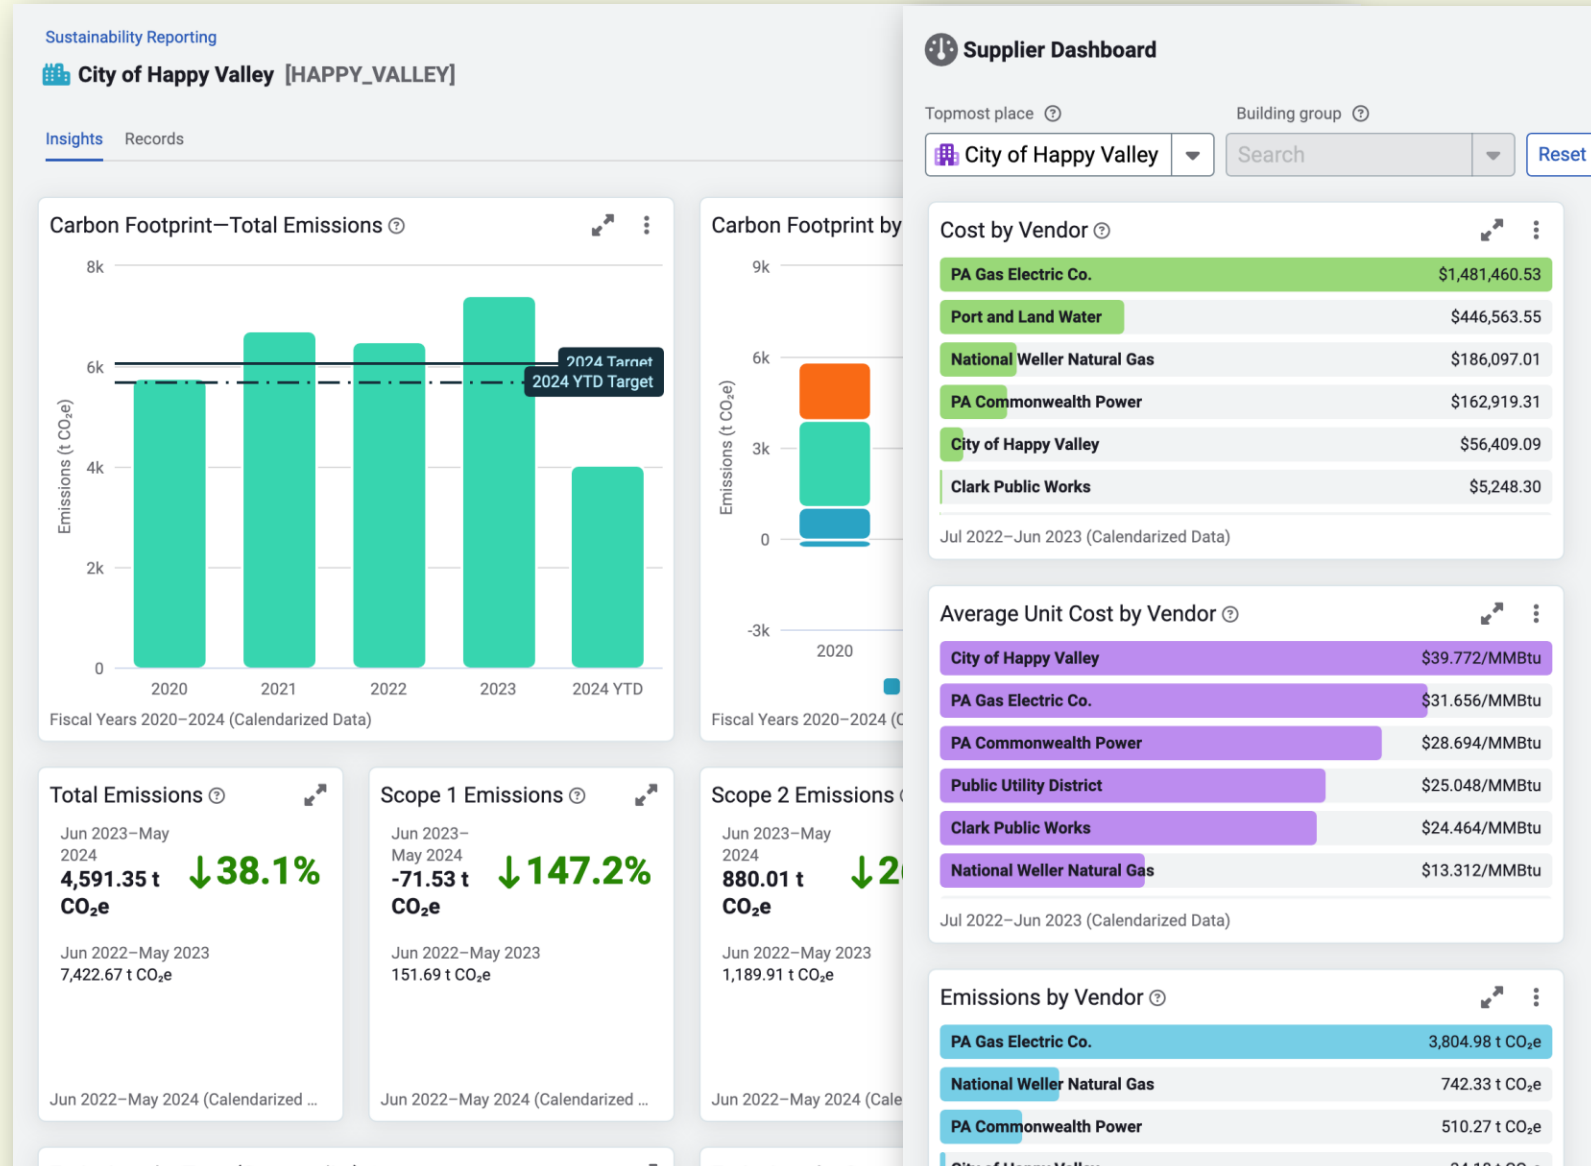 Sustainability Reporting
City of Happy Valley [HAPPY_VALLEY]
Insights Records
Carbon Footprint—Total Emissions
8k
6k
4k
2k
0
Emissions (t CO₂e)
2024 Target
2024 YTD Target
2020 2021 2022 2023 2024 YTD
Fiscal Years 2020–2024 (Calendarized Data)
Carbon Footprint by
9k
6k
3k
0
-3k
Emissions (t CO₂e)
2020
Fiscal Years 2020–2024 (
Total Emissions
Jun 2023–May
2024
4,591.35 t
CO₂e
↓38.1%
Jun 2022–May 2023
7,422.67 t CO₂e
Jun 2022–May 2024 (Calendarized ...
Scope 1 Emissions
Jun 2023–
May 2024
-71.53 t
CO₂e
↓147.2%
Jun 2022–May 2023
151.69 t CO₂e
Jun 2022–May 2024 (Calendarized ...
Scope 2 Emissions
Jun 2023–May
2024
880.01 t
CO₂e
↓2
Jun 2022–May 2023
1,189.91 t CO₂e
Jun 2022–May 2024 (Cale
Supplier Dashboard
Topmost place
Building group
City of Happy Valley
Search
Reset
Cost by Vendor
PA Gas Electric Co. $1,481,460.53
Port and Land Water $446,563.55
National Weller Natural Gas $186,097.01
PA Commonwealth Power $162,919.31
City of Happy Valley $56,409.09
Clark Public Works $5,248.30
Jul 2022–Jun 2023 (Calendarized Data)
Average Unit Cost by Vendor
City of Happy Valley $39.772/MMBtu
PA Gas Electric Co. $31.656/MMBtu
PA Commonwealth Power $28.694/MMBtu
Public Utility District $25.048/MMBtu
Clark Public Works $24.464/MMBtu
National Weller Natural Gas $13.312/MMBtu
Jul 2022–Jun 2023 (Calendarized Data)
Emissions by Vendor
PA Gas Electric Co. 3,804.98 t CO₂e
National Weller Natural Gas 742.33 t CO₂e
PA Commonwealth Power 510.27 t CO₂e
City of Happy Valley